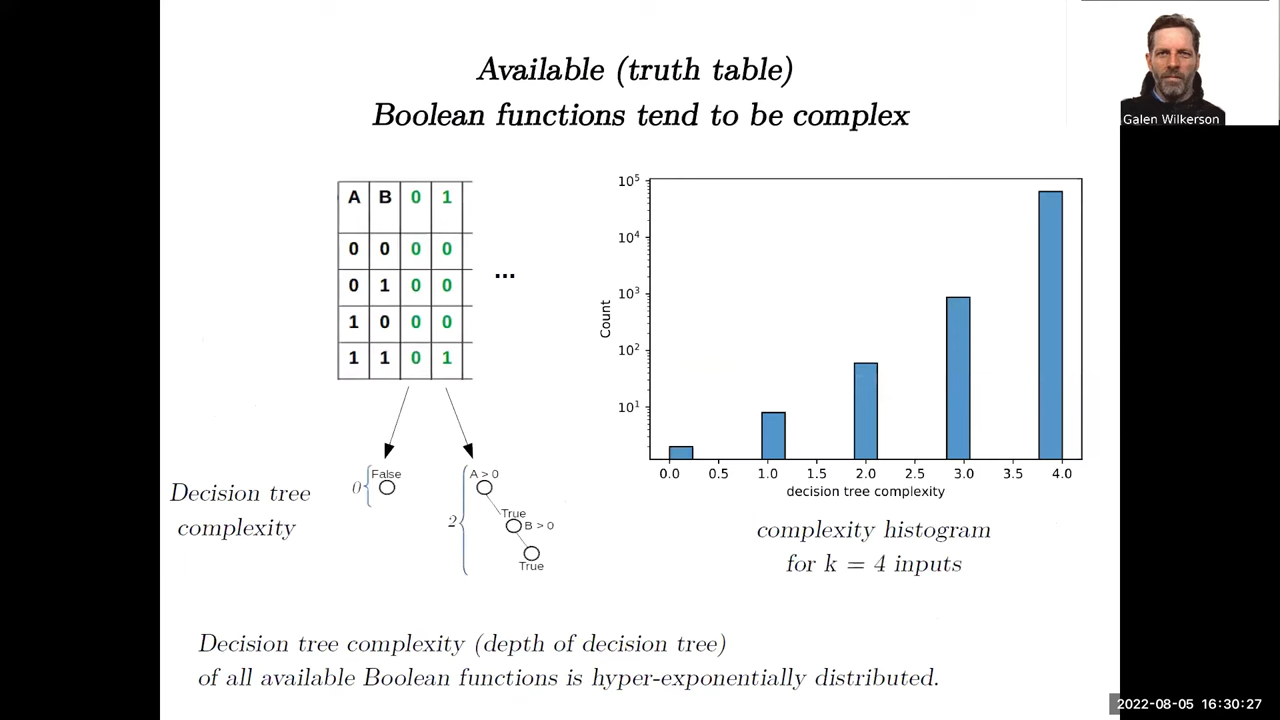 Available (truth table)
Boolean functions tend to be complex
Galen Wilkerson
A B 0 1
0 0 0 0
0 1 0 0
1 0 0 0
1 1 0 1
...
Decision tree
complexity
0
False
2
A > 0
True
B > 0
True
10^5
10^4
10^3
10^2
10^1
Count
0.0 0.5 1.0 1.5 2.0 2.5 3.0 3.5 4.0
decision tree complexity
complexity histogram
for k = 4 inputs
Decision tree complexity (depth of decision tree)
of all available Boolean functions is hyper-exponentially distributed.
2022-08-05 16:30:27